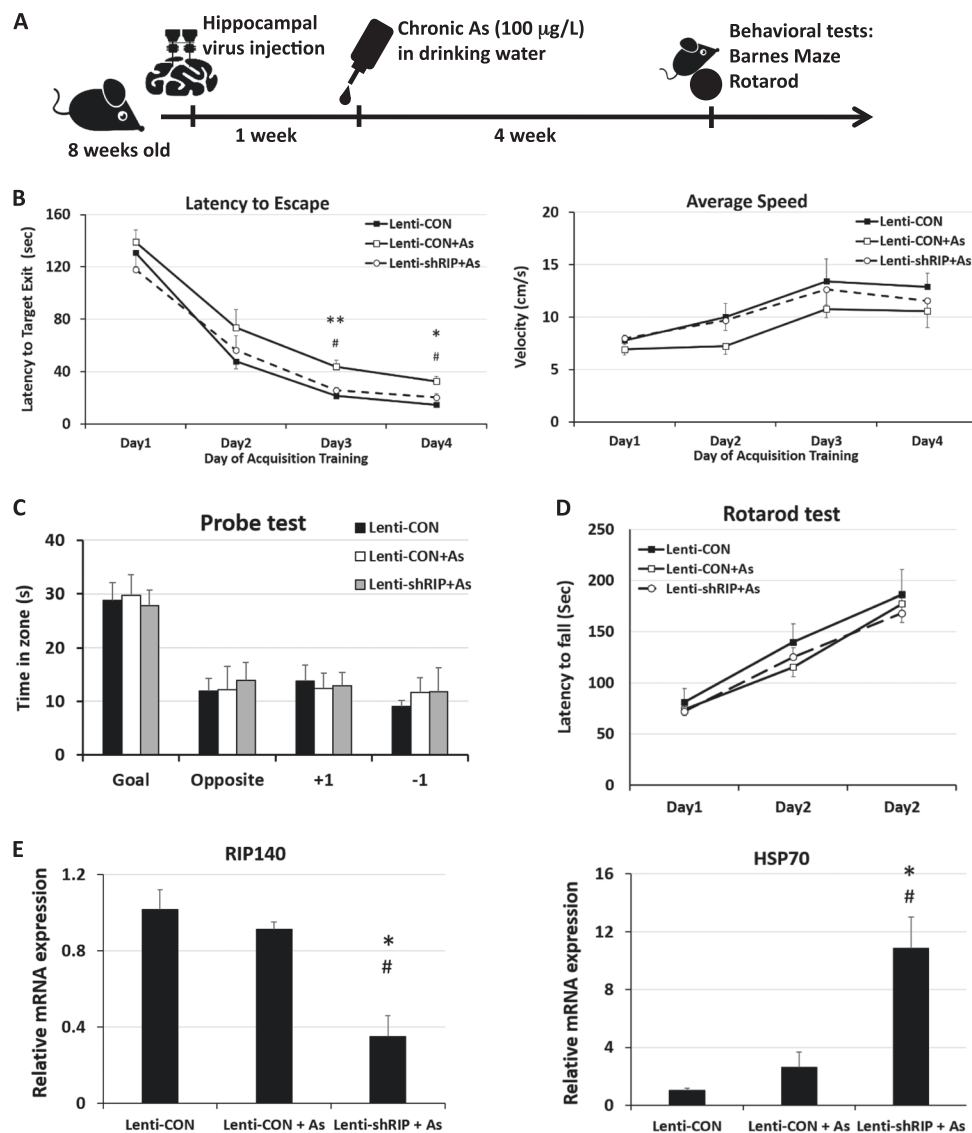 A
Hippocampal
virus injection
Chronic As (100 μg/L)
in drinking water
Behavioral tests:
Barnes Maze
Rotarod
8 weeks old
1 week
4 week
B
Latency to Escape
Latency to Target Exit (sec)
160
120
80
40
0
Lenti-CON
Lenti-CON+As
Lenti-shRIP+As
**
#
*
#
Day1
Day2
Day3
Day4
Day of Acquisition Training
Average Speed
Velocity (cm/s)
20
15
10
5
0
Lenti-CON
Lenti-CON+As
Lenti-shRIP+As
Day1
Day2
Day3
Day4
Day of Acquisition Training
C
Probe test
Time in zone (s)
40
30
20
10
0
Lenti-CON
Lenti-CON+As
Lenti-shRIP+As
Goal
Opposite
+1
-1
D
Rotarod test
Latency to fall (Sec)
250
200
150
100
50
0
Lenti-CON
Lenti-CON+As
Lenti-shRIP+As
Day1
Day2
Day2
E
RIP140
Relative mRNA expression
1.2
0.8
0.4
0
*
#
Lenti-CON
Lenti-CON + As
Lenti-shRIP + As
HSP70
Relative mRNA expression
16
12
8
4
0
*
#
Lenti-CON
Lenti-CON + As
Lenti-shRIP + As